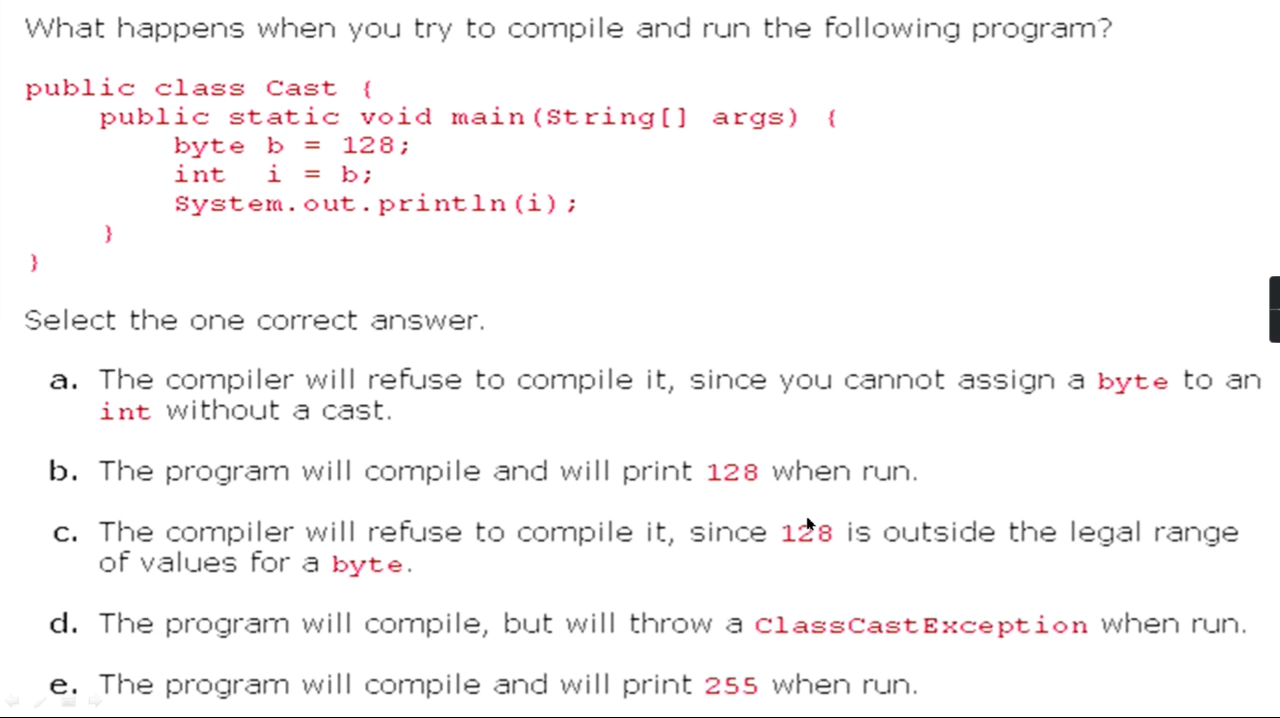 What happens when you try to compile and run the following program?
public class Cast {
public static void main(String[] args) {
byte b = 128;
int i = b;
System.out.println(i);
}
}
Select the one correct answer.
a. The compiler will refuse to compile it, since you cannot assign a byte to an
int without a cast.
b. The program will compile and will print 128 when run.
c. The compiler will refuse to compile it, since 128 is outside the legal range
of values for a byte.
d. The program will compile, but will throw a ClassCastException when run.
e. The program will compile and will print 255 when run.